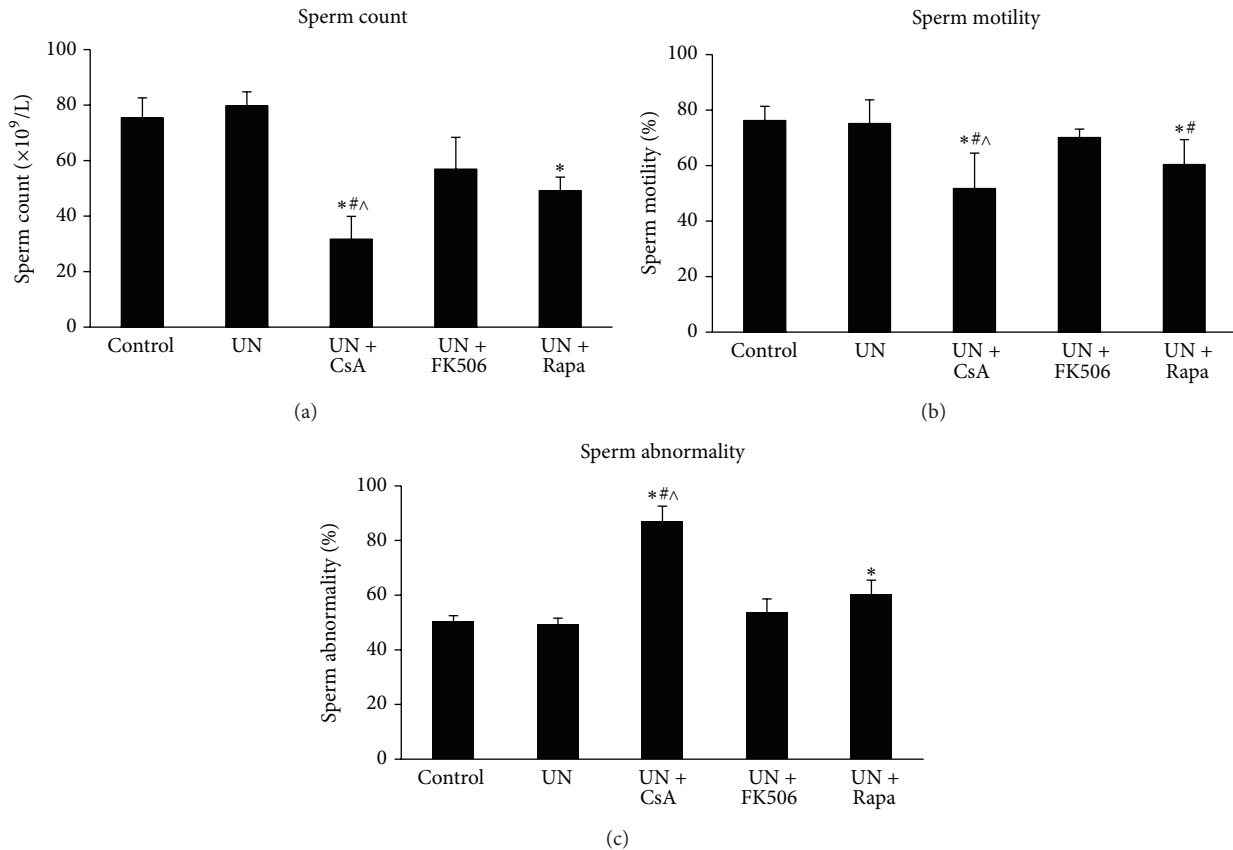 Sperm count
Sperm count (×10⁹/L)
100
80
60
40
20
0
*#^
*
Control
UN
UN +
CsA
UN +
FK506
UN +
Rapa
(a)
Sperm motility
Sperm motility (%)
100
80
60
40
20
0
*#^
*#
Control
UN
UN +
CsA
UN +
FK506
UN +
Rapa
(b)
Sperm abnormality
Sperm abnormality (%)
100
80
60
40
20
0
*#^
*
Control
UN
UN +
CsA
UN +
FK506
UN +
Rapa
(c)